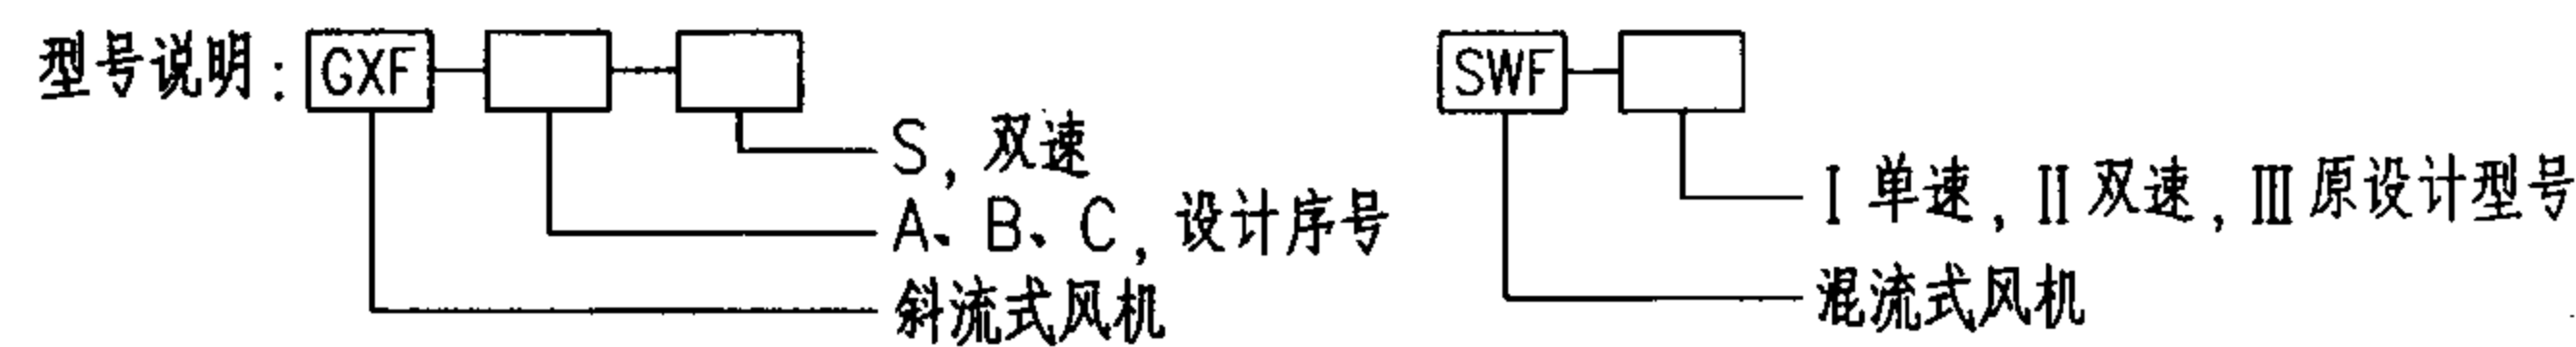 型号说明: GXF SWF
S, 双速
Ⅰ单速, Ⅱ双速, Ⅲ原设计型号
A、B、C, 设计序号
混流式风机
斜流式风机